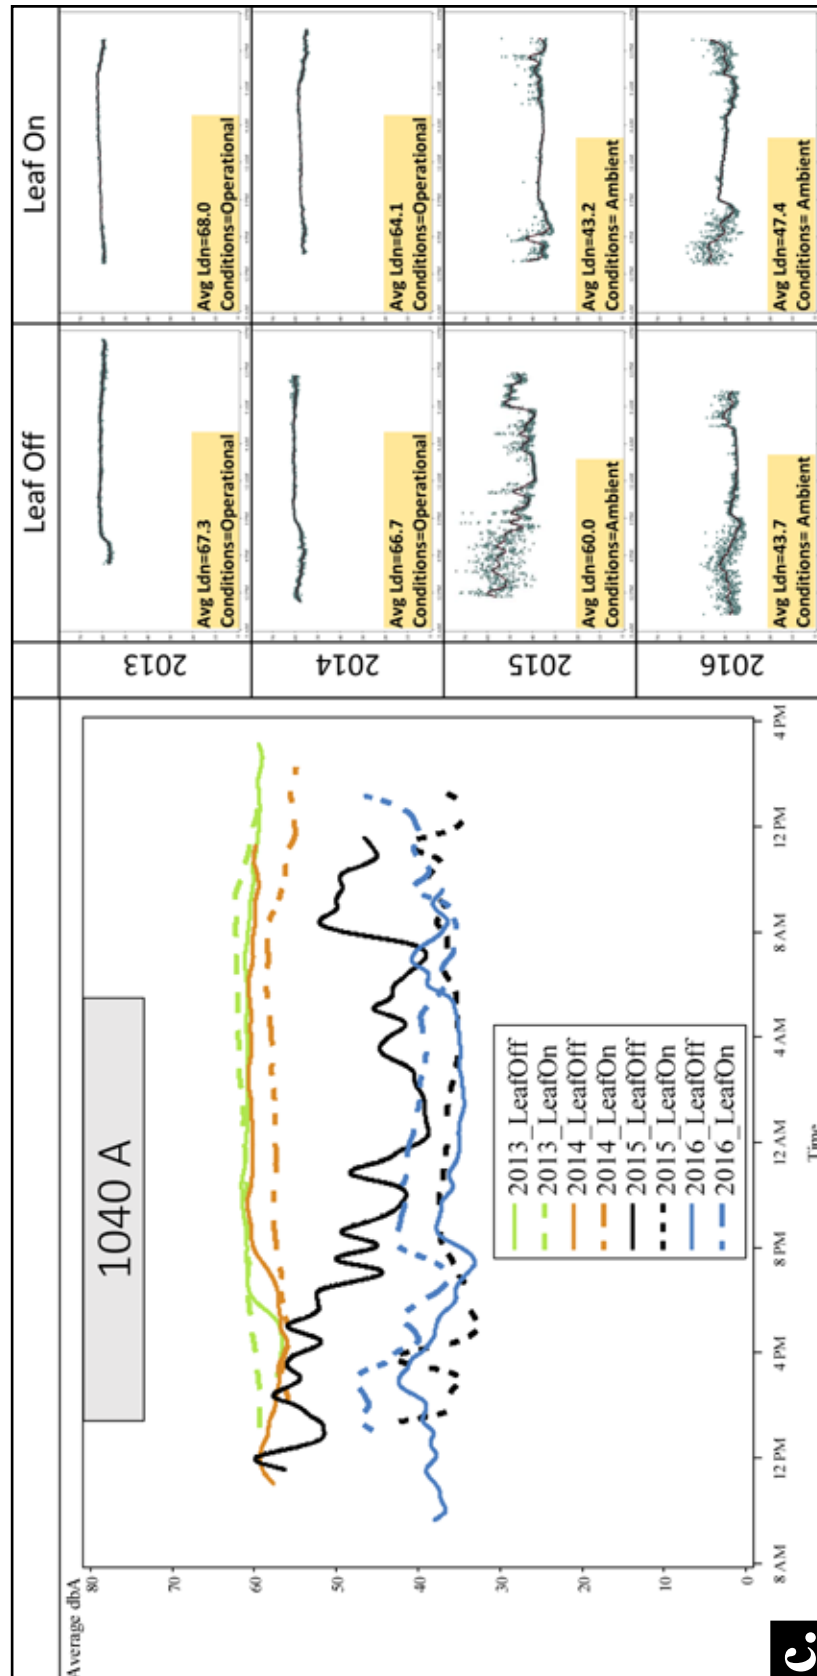 Leaf Off
Leaf On
2013
Avg Ldn=67.3
Conditions=Operational
Avg Ldn=68.0
Conditions=Operational
2014
Avg Ldn=66.7
Conditions=Operational
Avg Ldn=64.1
Conditions=Operational
2015
Avg Ldn=60.0
Conditions=Ambient
Avg Ldn=43.2
Conditions= Ambient
2016
Avg Ldn=43.7
Conditions= Ambient
Avg Ldn=47.4
Conditions= Ambient
Average dbA
1040 A
80
70
60
50
40
30
20
10
0
2013_LeafOff
2013_LeafOn
2014_LeafOff
2014_LeafOn
2015_LeafOff
2015_LeafOn
2016_LeafOff
2016_LeafOn
8 AM
12 PM
4 PM
8 PM
12 AM
4 AM
8 AM
12 PM
4 PM
Time
c.